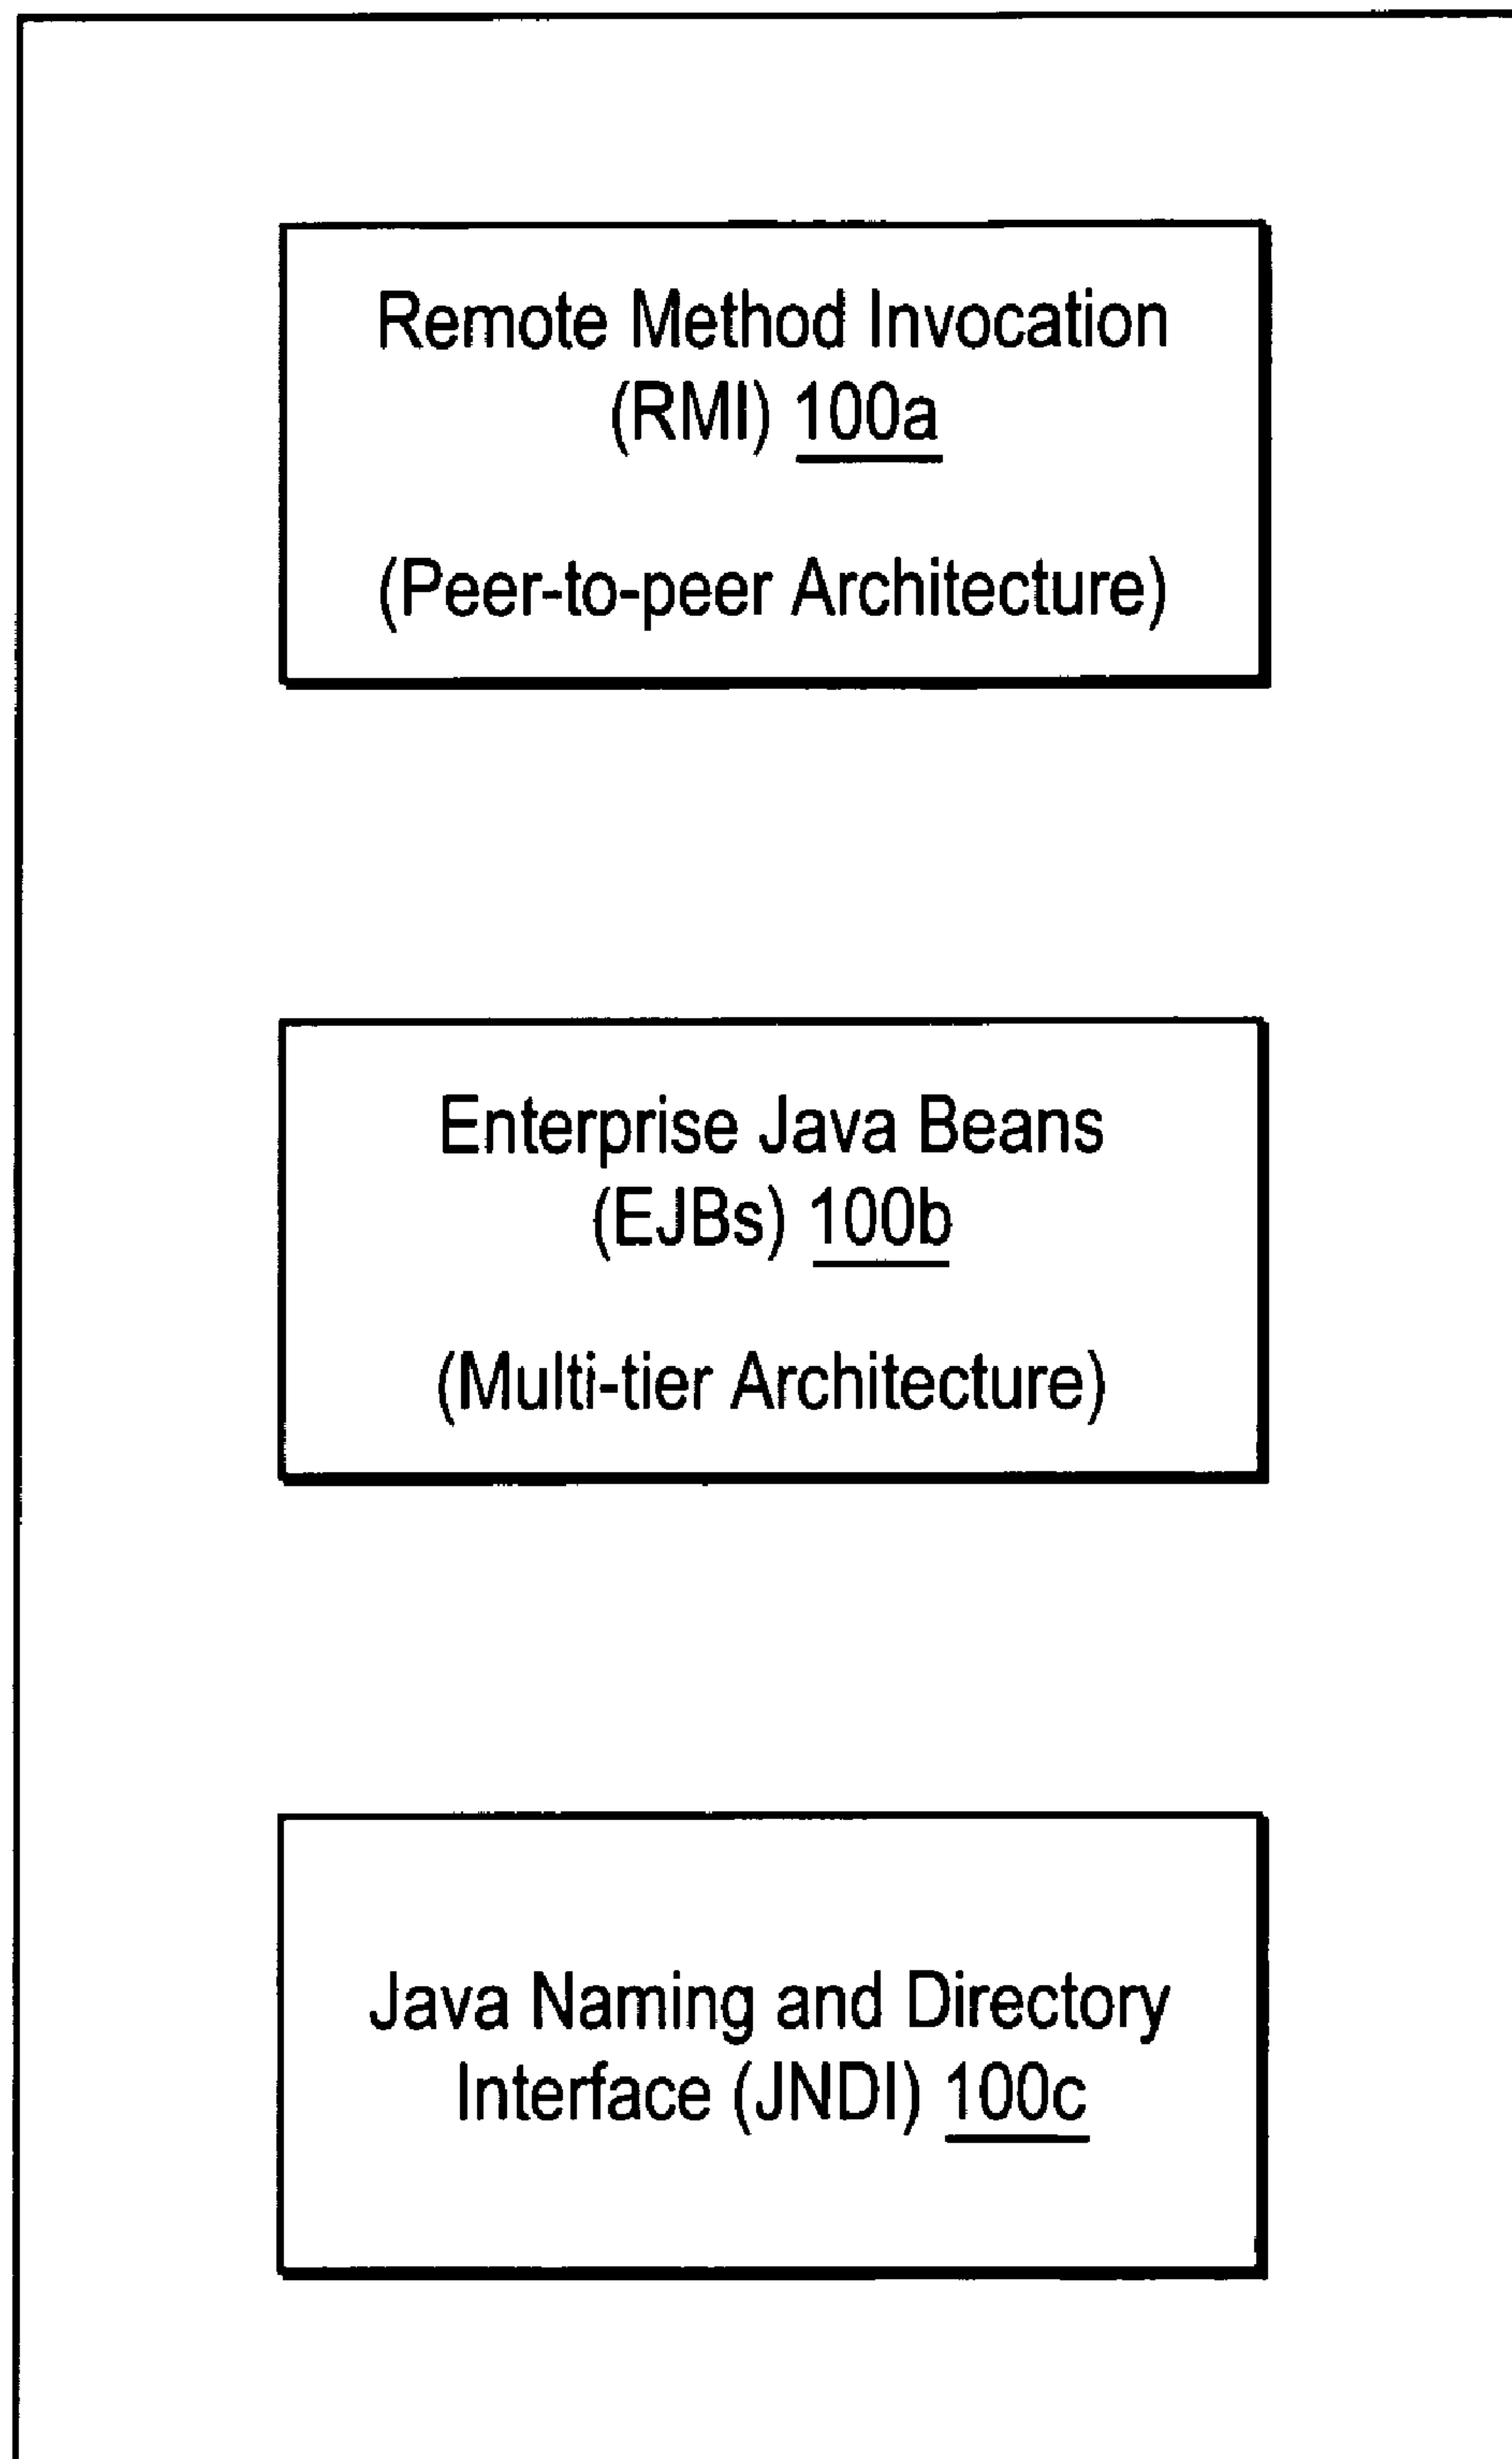 Remote Method Invocation
(RMI) 100a
(Peer-to-peer Architecture)
Enterprise Java Beans
(EJBs) 100b
(Multi-tier Architecture)
Java Naming and Directory
Interface (JNDI) 100c